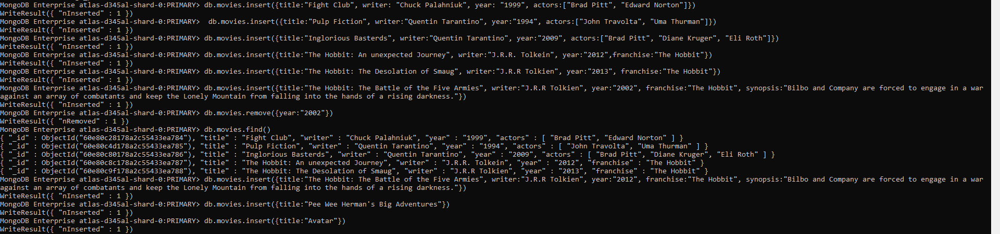 MongoDB Enterprise atlas-d345al-shard-0:PRIMARY> db.movies.insert({title:"Fight Club", writer: "Chuck Palahniuk", year: "1999", actors:["Brad Pitt", "Edward Norton"]})
WriteResult({ "nInserted" : 1 })
MongoDB Enterprise atlas-d345al-shard-0:PRIMARY>  db.movies.insert({title:"Pulp Fiction", writer:"Quentin Tarantino", year:"1994", actors:["John Travolta", "Uma Thurman"]})
WriteResult({ "nInserted" : 1 })
MongoDB Enterprise atlas-d345al-shard-0:PRIMARY> db.movies.insert({title:"Inglorious Basterds", writer:"Quentin Tarantino", year:"2009", actors:["Brad Pitt", "Diane Kruger", "Eli Roth"]})
WriteResult({ "nInserted" : 1 })
MongoDB Enterprise atlas-d345al-shard-0:PRIMARY> db.movies.insert({title:"The Hobbit: An unexpected Journey", writer:"J.R.R. Tolkein", year:"2012",franchise:"The Hobbit"})
WriteResult({ "nInserted" : 1 })
MongoDB Enterprise atlas-d345al-shard-0:PRIMARY> db.movies.insert({title:"The Hobbit: The Desolation of Smaug", writer:"J.R.R Tolkien", year:"2013", franchise:"The Hobbit"})
WriteResult({ "nInserted" : 1 })
MongoDB Enterprise atlas-d345al-shard-0:PRIMARY> db.movies.insert({title:"The Hobbit: The Battle of the Five Armies", writer:"J.R.R Tolkien", year:"2002", franchise:"The Hobbit", synopsis:"Bilbo and Company are forced to engage in a war
against an array of combatants and keep the Lonely Mountain from falling into the hands of a rising darkness."})
WriteResult({ "nInserted" : 1 })
MongoDB Enterprise atlas-d345al-shard-0:PRIMARY> db.movies.remove({year:"2002"})
WriteResult({ "nRemoved" : 1 })
MongoDB Enterprise atlas-d345al-shard-0:PRIMARY> db.movies.find()
{ "_id" : ObjectId("60e80c28178a2c55433ea784"), "title" : "Fight Club", "writer" : "Chuck Palahniuk", "year" : "1999", "actors" : [ "Brad Pitt", "Edward Norton" ] }
{ "_id" : ObjectId("60e80c4d178a2c55433ea785"), "title" : "Pulp Fiction", "writer" : "Quentin Tarantino", "year" : "1994", "actors" : [ "John Travolta", "Uma Thurman" ] }
{ "_id" : ObjectId("60e80c80178a2c55433ea786"), "title" : "Inglorious Basterds", "writer" : "Quentin Tarantino", "year" : "2009", "actors" : [ "Brad Pitt", "Diane Kruger", "Eli Roth" ] }
{ "_id" : ObjectId("60e80c8c178a2c55433ea787"), "title" : "The Hobbit: An unexpected Journey", "writer" : "J.R.R. Tolkein", "year" : "2012", "franchise" : "The Hobbit" }
{ "_id" : ObjectId("60e80c9f178a2c55433ea788"), "title" : "The Hobbit: The Desolation of Smaug", "writer" : "J.R.R Tolkien", "year" : "2013", "franchise" : "The Hobbit" }
MongoDB Enterprise atlas-d345al-shard-0:PRIMARY> db.movies.insert({title:"The Hobbit: The Battle of the Five Armies", writer:"J.R.R Tolkien", year:"2012", franchise:"The Hobbit", synopsis:"Bilbo and Company are forced to engage in a war
against an array of combatants and keep the Lonely Mountain from falling into the hands of a rising darkness."})
WriteResult({ "nInserted" : 1 })
MongoDB Enterprise atlas-d345al-shard-0:PRIMARY> db.movies.insert({title:"Pee Wee Herman's Big Adventures"})
WriteResult({ "nInserted" : 1 })
MongoDB Enterprise atlas-d345al-shard-0:PRIMARY> db.movies.insert({title:"Avatar"})
WriteResult({ "nInserted" : 1 })